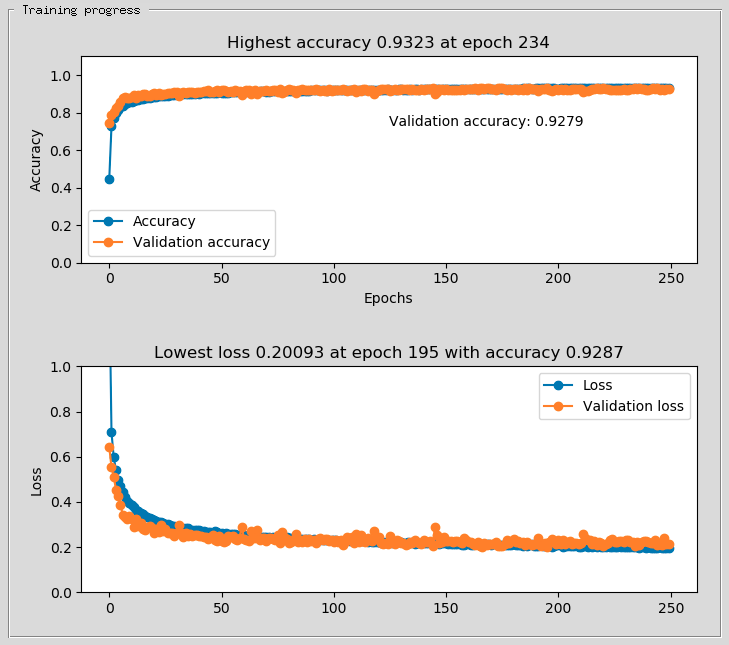 Training progress
Highest accuracy 0.9323 at epoch 234
1.0
0.8
0.6
0.4
0.2
0.0
Accuracy
Validation accuracy: 0.9279
Accuracy
Validation accuracy
0 50 100 150 200 250
Epochs
Lowest loss 0.20093 at epoch 195 with accuracy 0.9287
1.0
0.8
0.6
0.4
0.2
0.0
Loss
Loss
Validation loss
0 50 100 150 200 250